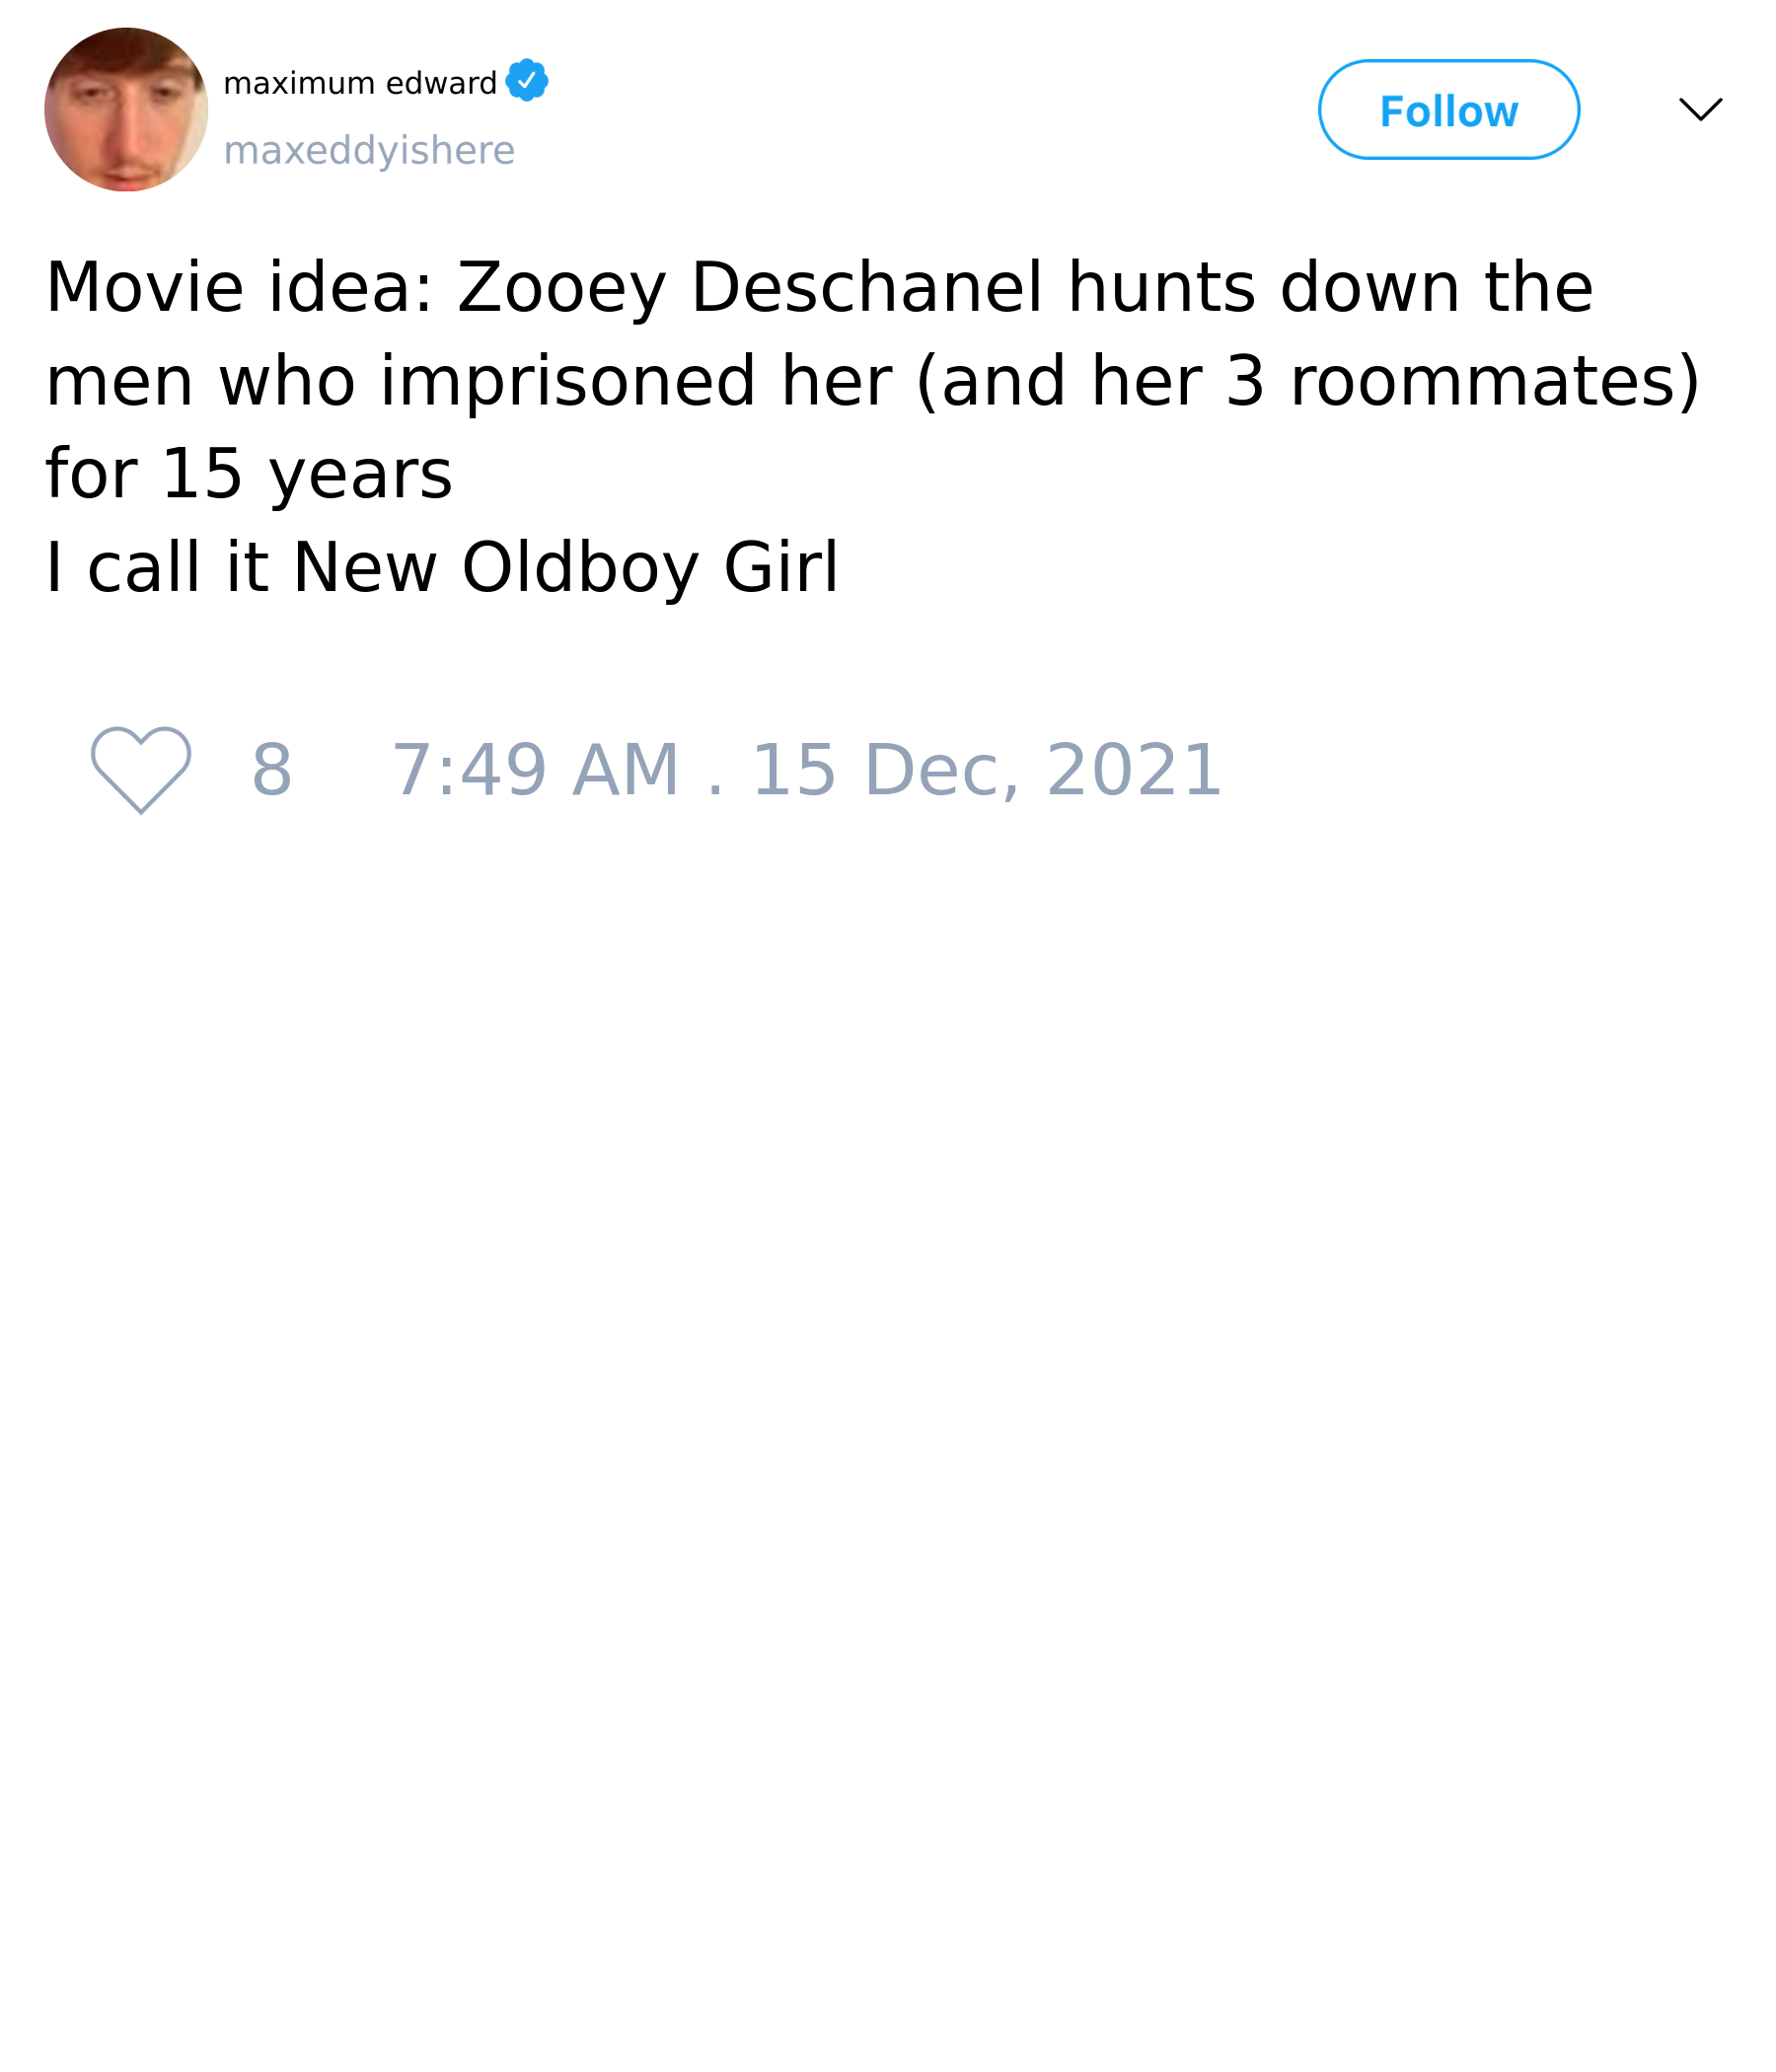 maximum edward
maxeddyishere
Follow
Movie idea: Zooey Deschanel hunts down the
men who imprisoned her (and her 3 roommates)
for 15 years
I call it New Oldboy Girl
8 7:49 AM . 15 Dec, 2021